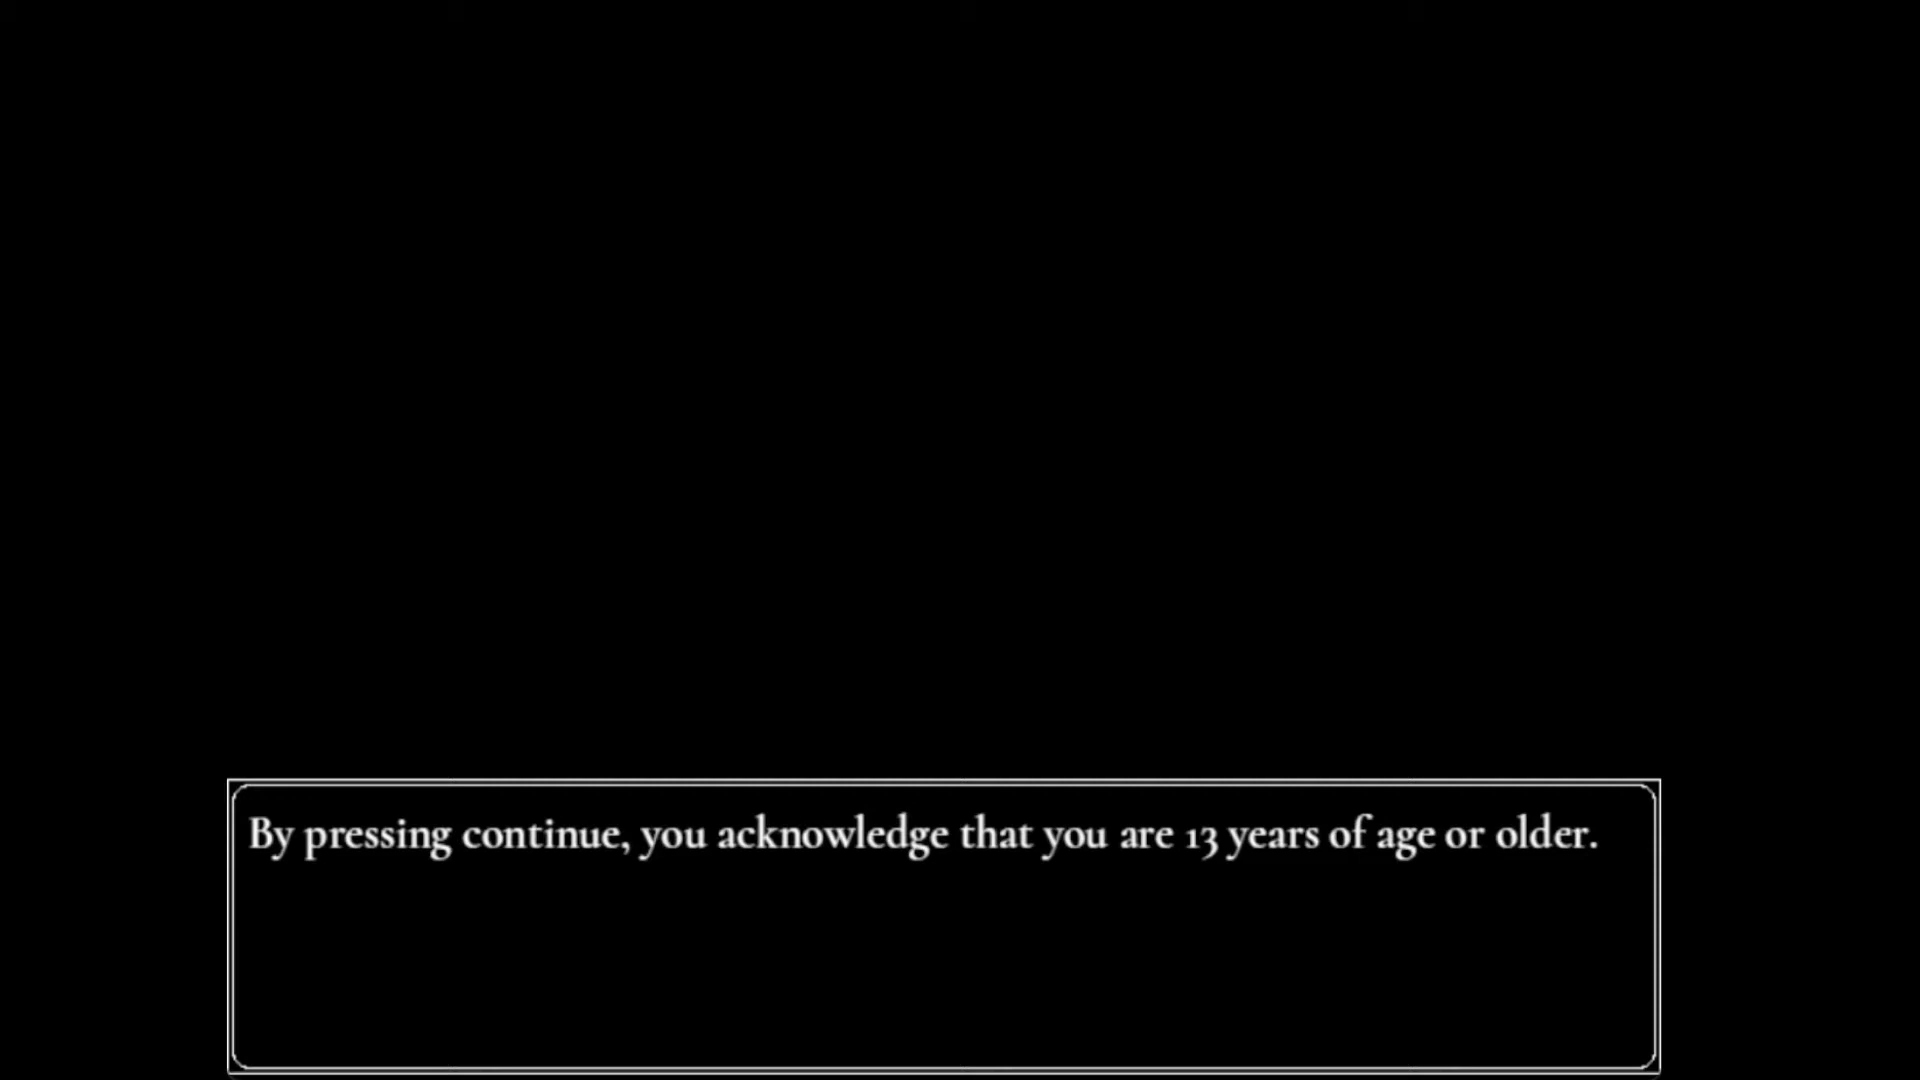 By pressing continue, you acknowledge that you are 13 years of age or older.